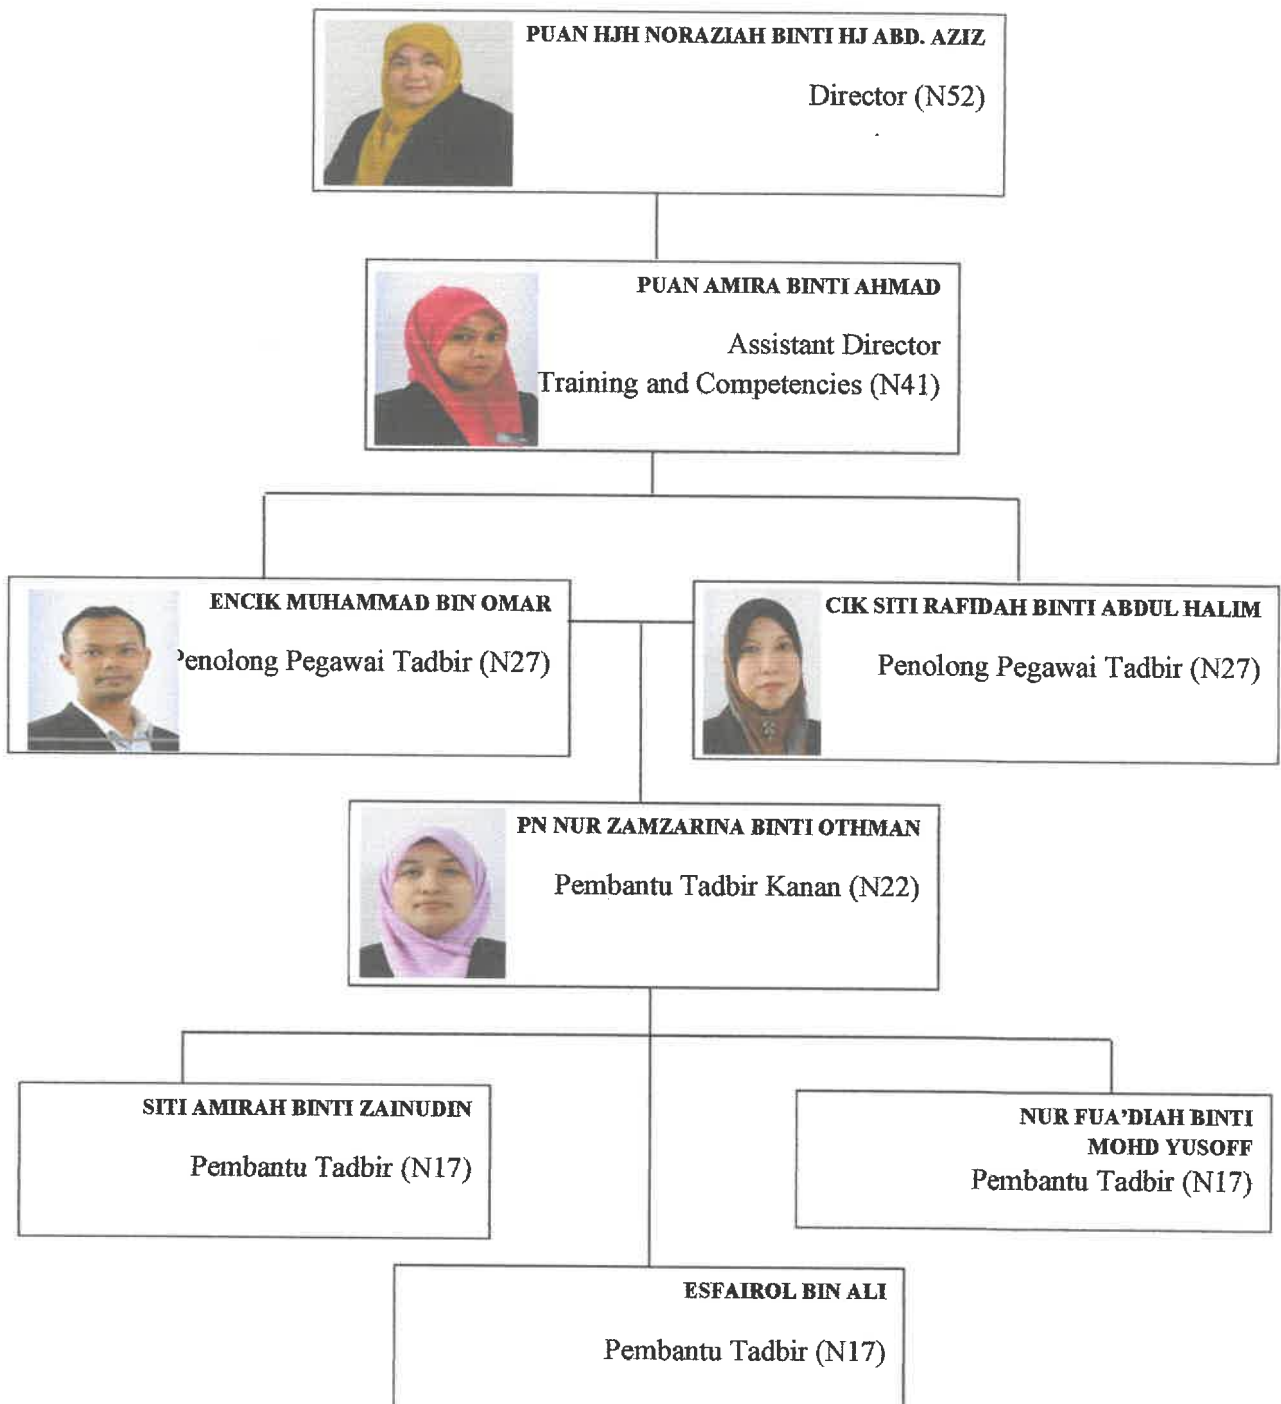 PUAN HJH NORAZIAH BINTI HJ ABD. AZIZ
Director (N52)
PUAN AMIRA BINTI AHMAD
Assistant Director
Training and Competencies (N41)
ENCIK MUHAMMAD BIN OMAR
Penolong Pegawai Tadbir (N27)
CIK SITI RAFIDAH BINTI ABDUL HALIM
Penolong Pegawai Tadbir (N27)
PN NUR ZAMZARINA BINTI OTHMAN
Pembantu Tadbir Kanan (N22)
SITI AMIRAH BINTI ZAINUDIN
Pembantu Tadbir (N17)
NUR FUA'DIAH BINTI
MOHD YUSOFF
Pembantu Tadbir (N17)
ESFAIROL BIN ALI
Pembantu Tadbir (N17)